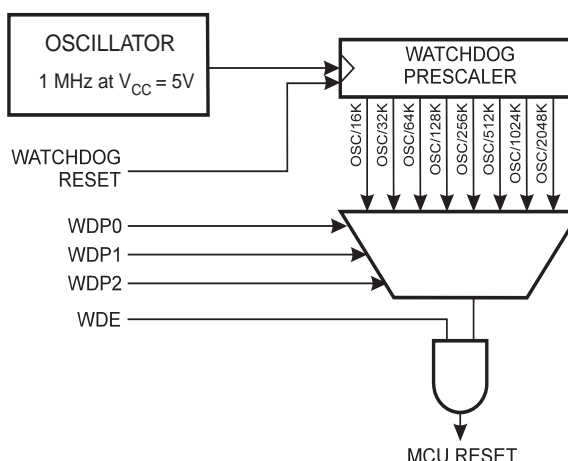 OSCILLATOR
1 MHz at VCC = 5V
WATCHDOG
PRESCALER
OSC/16K
OSC/32K
OSC/64K
OSC/128K
OSC/256K
OSC/512K
OSC/1024K
OSC/2048K
WATCHDOG
RESET
WDP0
WDP1
WDP2
WDE
MCU RESET